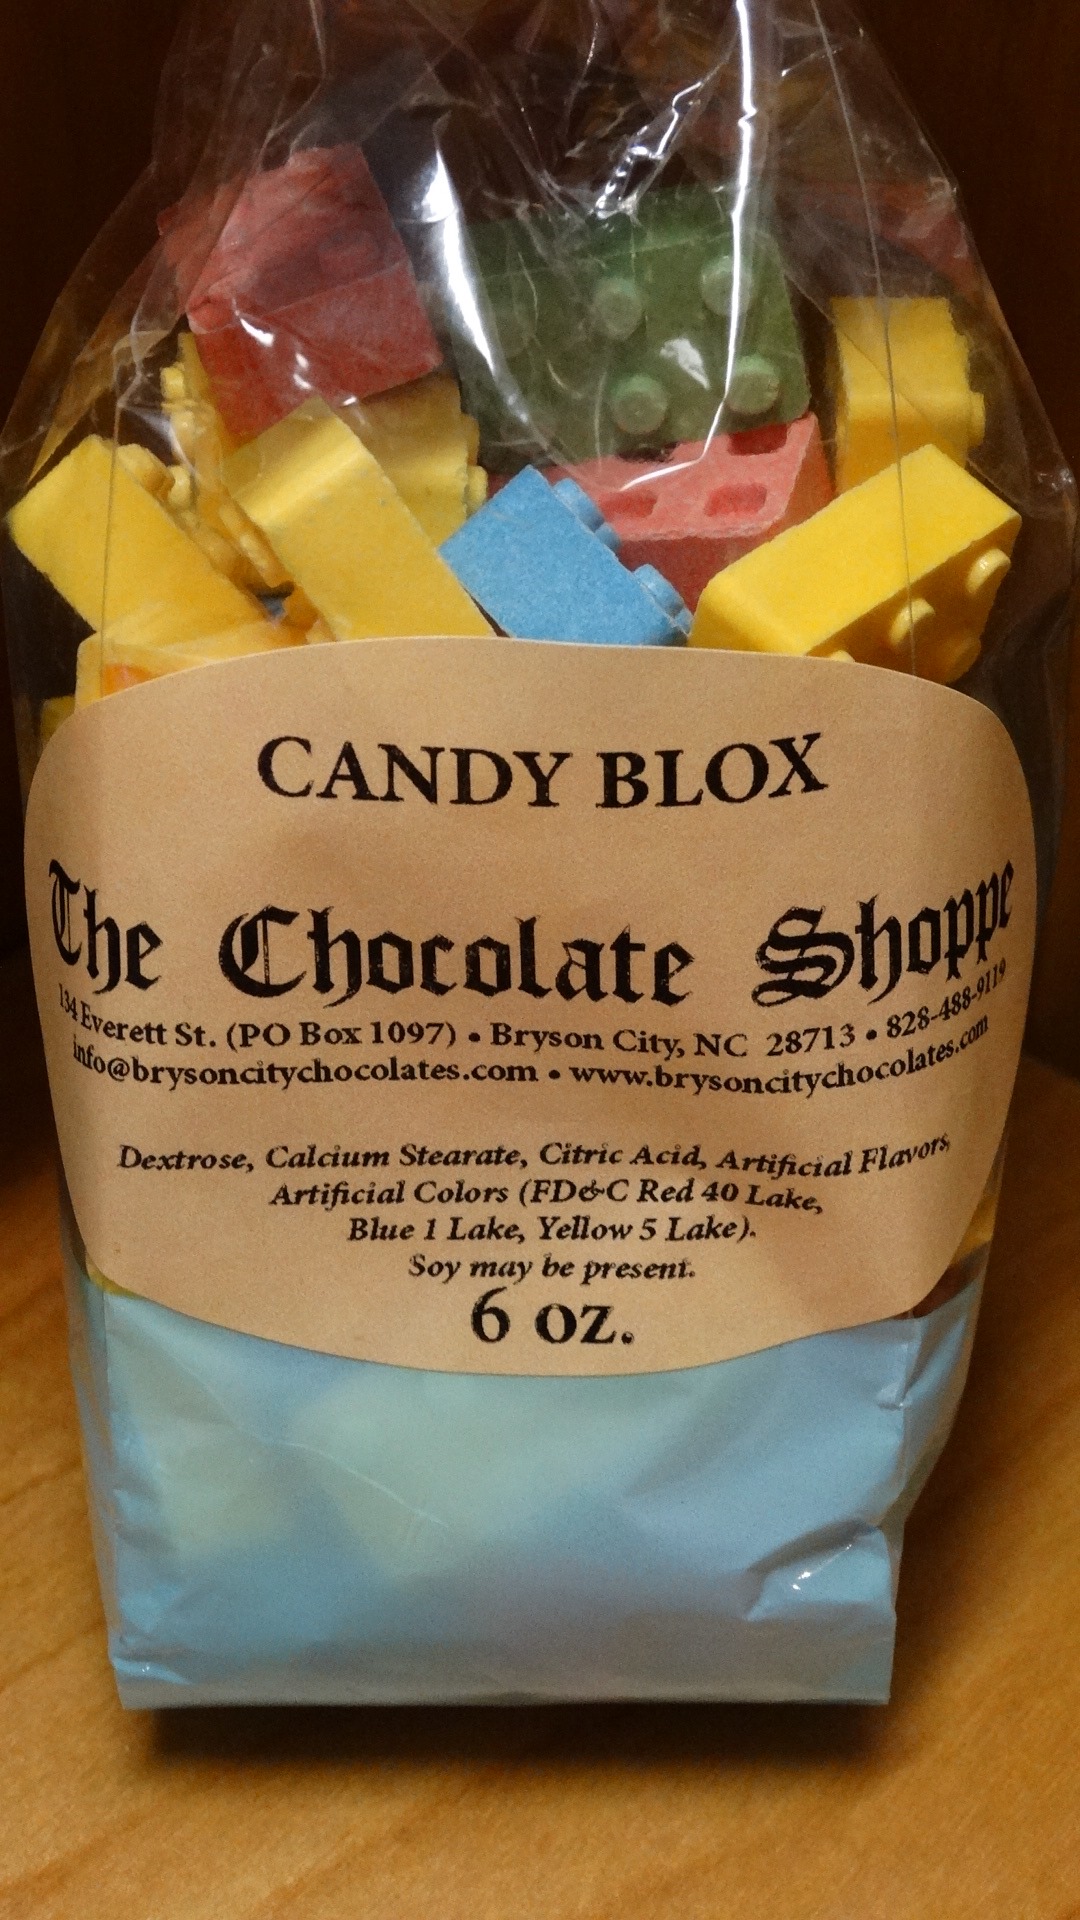 CANDY BLOX
The Chocolate Shoppe
134 Everett St. (PO Box 1097) • Bryson City, NC 28713 • 828-488-9119
info@brysoncitychocolates.com • www.brysoncitychocolates.com
Dextrose, Calcium Stearate, Citric Acid, Artificial Flavors,
Artificial Colors (FD&C Red 40 Lake,
Blue 1 Lake, Yellow 5 Lake).
Soy may be present.
6 oz.